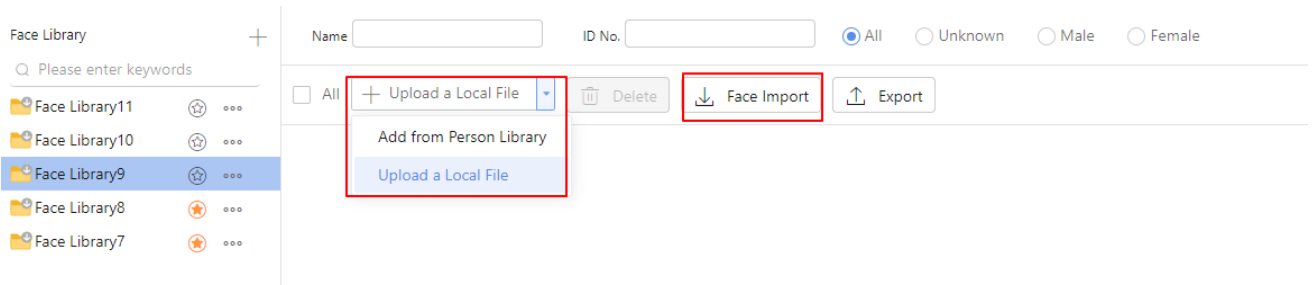 Face Library
Please enter keywords
Face Library11
Face Library10
Face Library9
Face Library8
Face Library7
Name
ID No.
All
Unknown
Male
Female
All
Upload a Local File
Delete
Face Import
Export
Add from Person Library
Upload a Local File